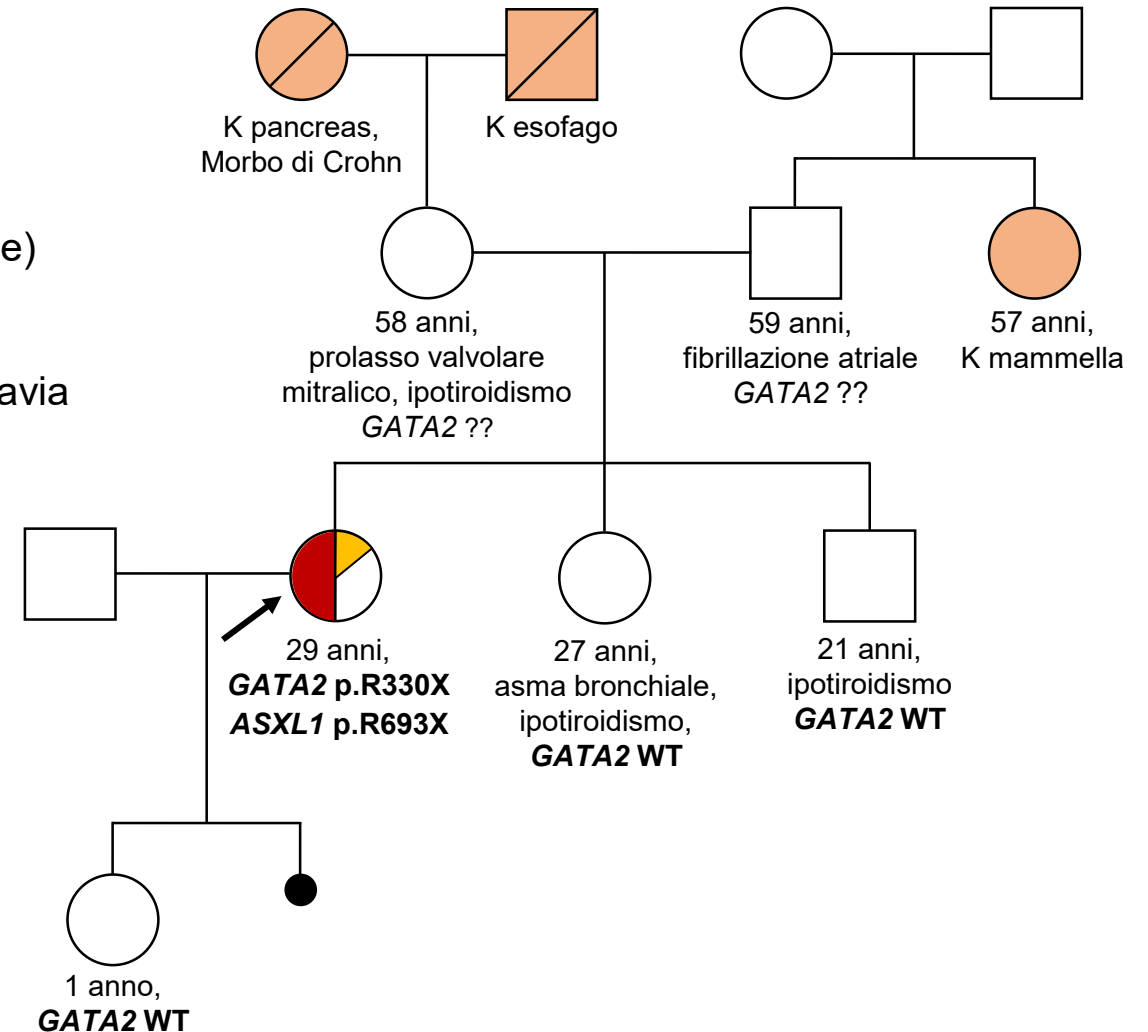 K pancreas,
Morbo di Crohn
K esofago
e)
avia
58 anni,
prolasso valvolare
mitralico, ipotiroidismo
GATA2 ??
59 anni,
fibrillazione atriale
GATA2 ??
57 anni,
K mammella
29 anni,
GATA2 p.R330X
ASXL1 p.R693X
27 anni,
asma bronchiale,
ipotiroidismo,
GATA2 WT
21 anni,
ipotiroidismo
GATA2 WT
1 anno,
GATA2 WT